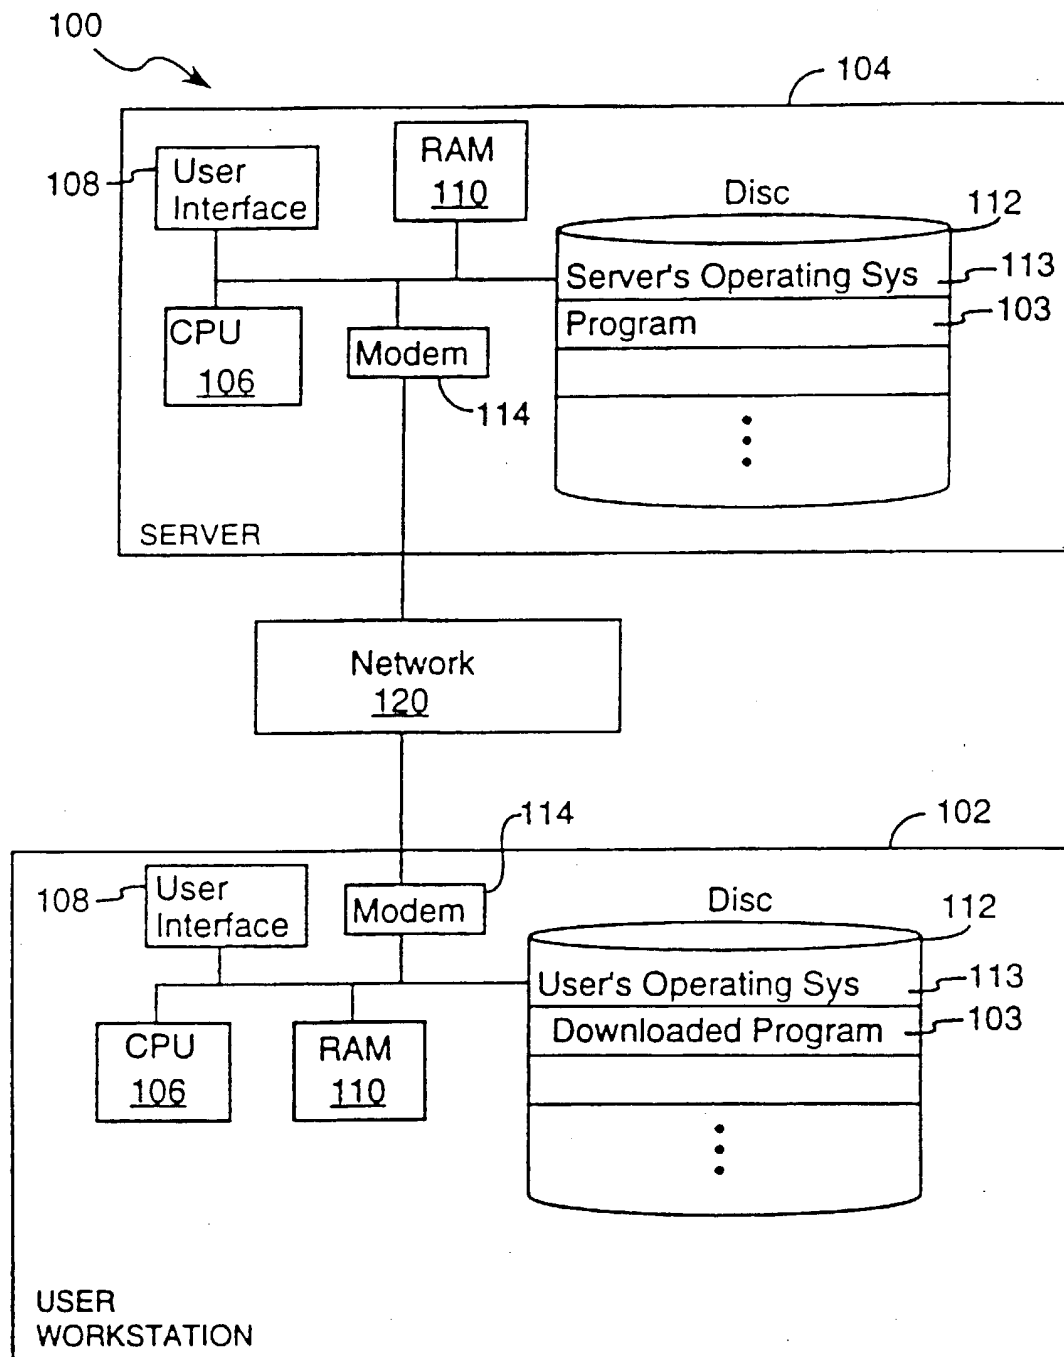 100
104
108
User
Interface
RAM
110
Disc
112
Server's Operating Sys
113
Program
103
CPU
106
Modem
114
SERVER
Network
120
102
114
108
User
Interface
Modem
Disc
112
User's Operating Sys
113
Downloaded Program
103
CPU
106
RAM
110
USER
WORKSTATION